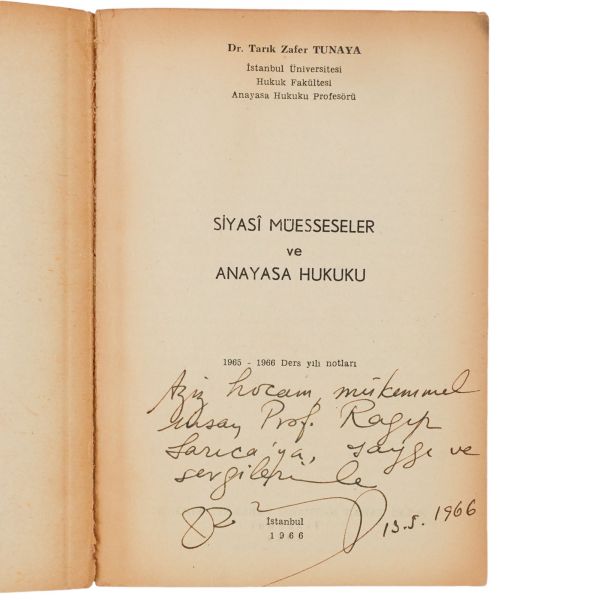 Dr. Tarık Zafer TUNAYA
İstanbul Üniversitesi
Hukuk Fakültesi
Anayasa Hukuku Profesörü
SİYASÎ MÜESSESELER
ve
ANAYASA HUKUKU
1965 - 1966 Ders yılı notları
Aziz hocam, mükemmel
insan Prof. Ragıp
Sarıca'ya, saygı ve
sevgilerimle
13.5.1966
İstanbul
1966